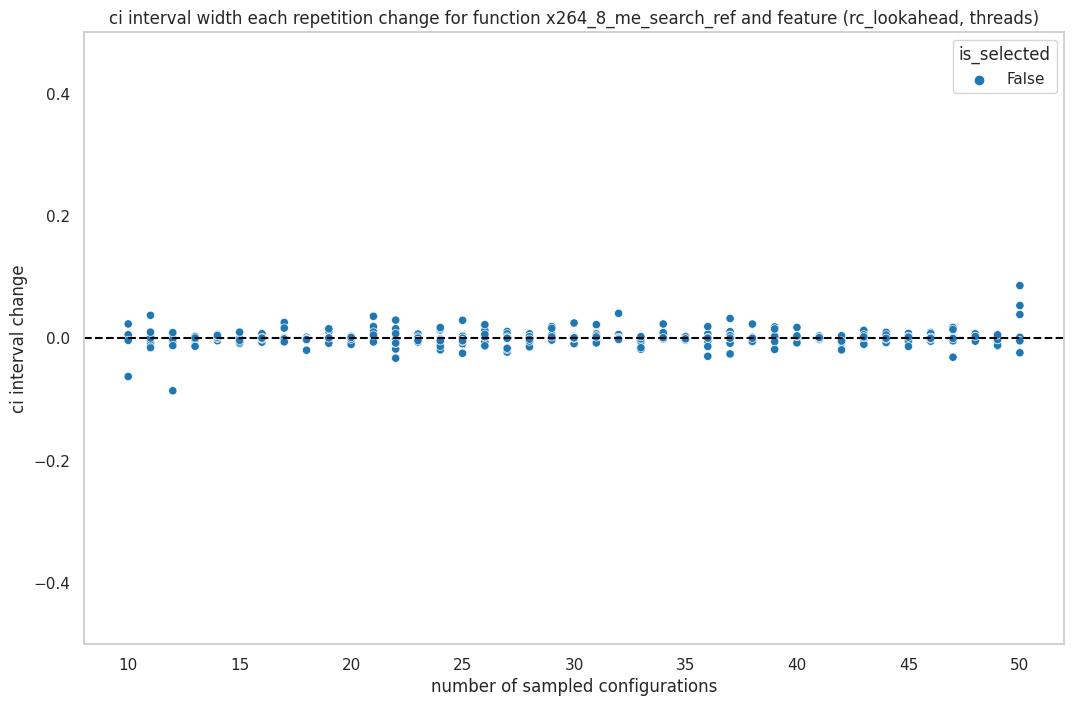 ci interval width each repetition change for function x264_8_me_search_ref and feature (rc_lookahead, threads)
is_selected
False
ci interval change
0.4
0.2
0.0
−0.2
−0.4
10 15 20 25 30 35 40 45 50
number of sampled configurations